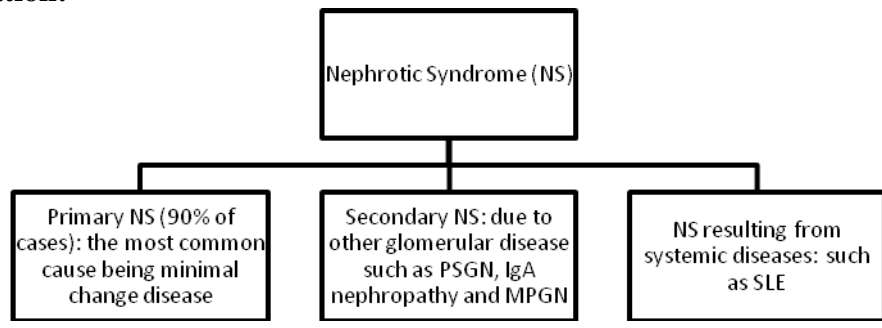 Nephrotic Syndrome (NS)
Primary NS (90% of
cases): the most common
cause being minimal
change disease
Secondary NS: due to
other glomerular disease
such as PSGN, IgA
nephropathy and MPGN
NS resulting from
systemic diseases: such
as SLE